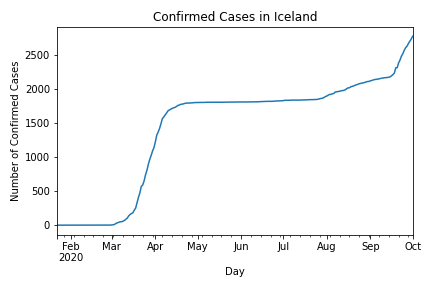 Confirmed Cases in Iceland
Number of Confirmed Cases
2500
2000
1500
1000
500
0
Feb Mar Apr May Jun Jul Aug Sep Oct
2020
Day